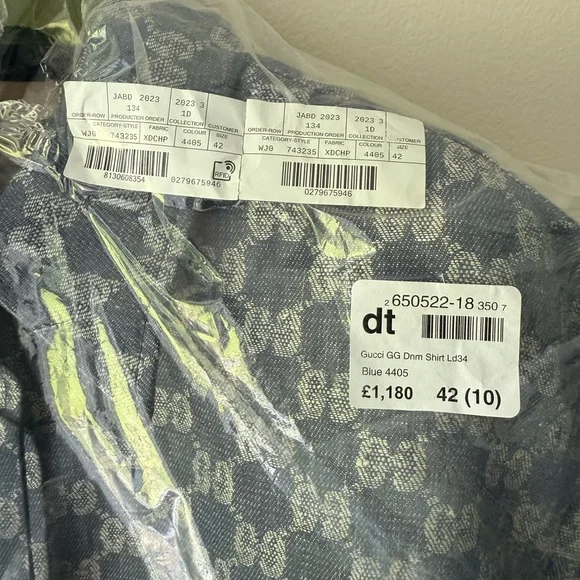 JABD 2023
134
2023 3
1D
ORDER-ROW PRODUCTION ORDER COLLECTION CUSTOMER
CATEGORY-STYLE FABRIC COLOUR SIZE
WJ0 743235 XDCHP 4405 42
8130608354
0279675946
RFID
JABD 2023
134
2023 3
1D
ORDER-ROW PRODUCTION ORDER COLLECTION CUSTOMER
CATEGORY-STYLE FABRIC COLOUR SIZE
WJ0 743235 XDCHP 4405 42
0279675946
2 650522-18 350 7
dt
Gucci GG Dnm Shirt Ld34
Blue 4405
£1,180 42 (10)